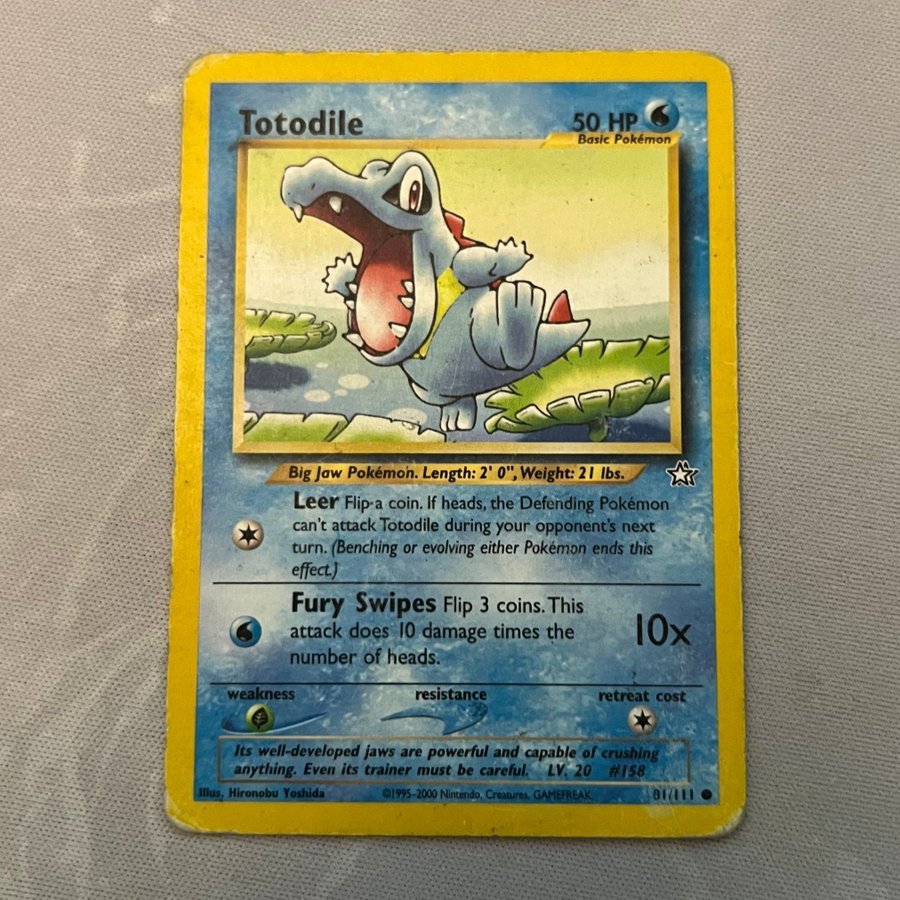 Totodile
50 HP
Basic Pokémon
Big Jaw Pokémon. Length: 2' 0", Weight: 21 lbs.
Leer Flip a coin. If heads, the Defending Pokémon
can't attack Totodile during your opponent's next
turn. (Benching or evolving either Pokémon ends this
effect.)
Fury Swipes Flip 3 coins. This
attack does 10 damage times the
number of heads.
10x
weakness
resistance
retreat cost
Its well-developed jaws are powerful and capable of crushing
anything. Even its trainer must be careful. LV. 20 #158
Illus. Hironobu Yoshida
©1995-2000 Nintendo, Creatures, GAMEFREAK.
81/111